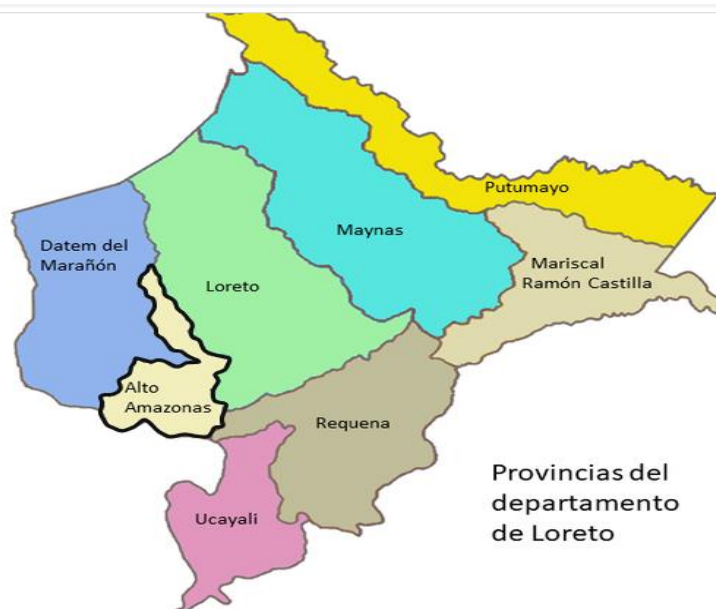 Putumayo
Maynas
Datem del
Marañón
Mariscal
Ramón Castilla
Loreto
Alto
Amazonas
Requena
Ucayali
Provincias del
departamento
de Loreto